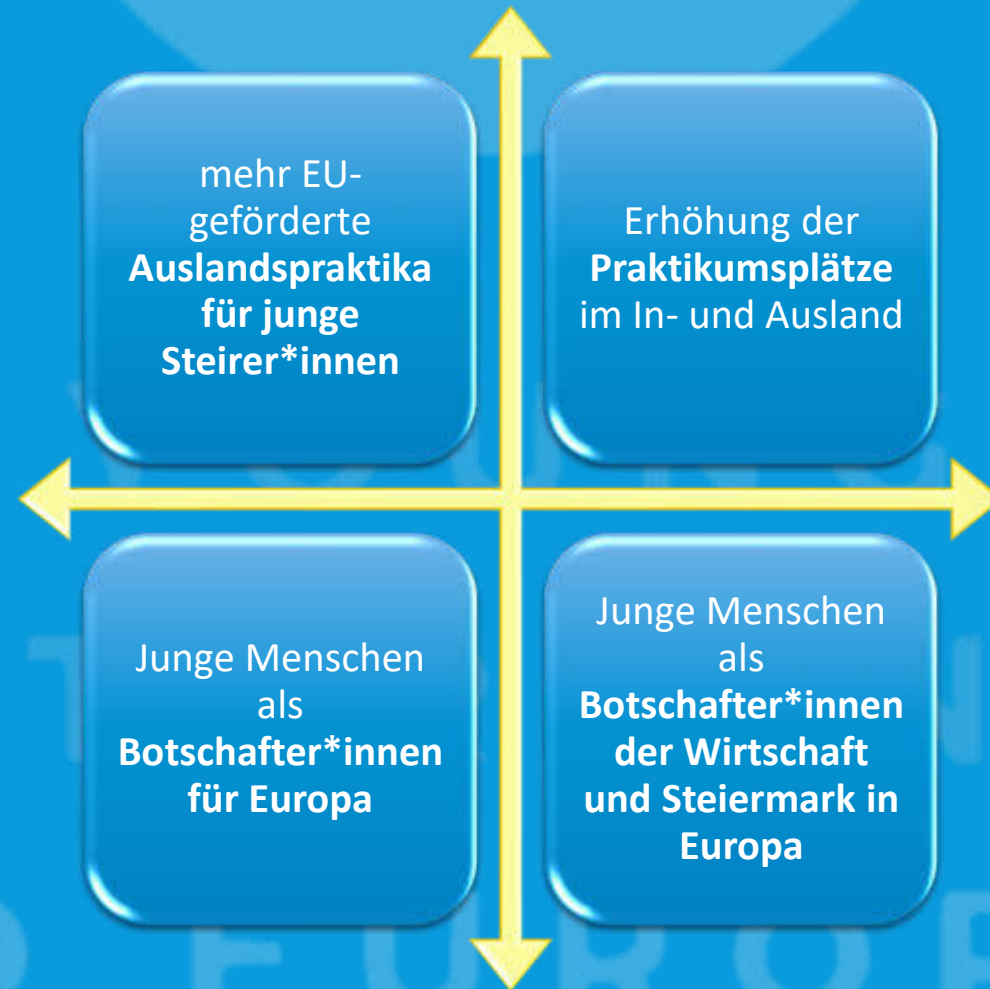 mehr EU-
geförderte
Auslandspraktika
für junge
Steirer*innen
Erhöhung der
Praktikumsplätze
im In- und Ausland
Junge Menschen
als
Botschafter*innen
für Europa
Junge Menschen
als
Botschafter*innen
der Wirtschaft
und Steiermark in
Europa